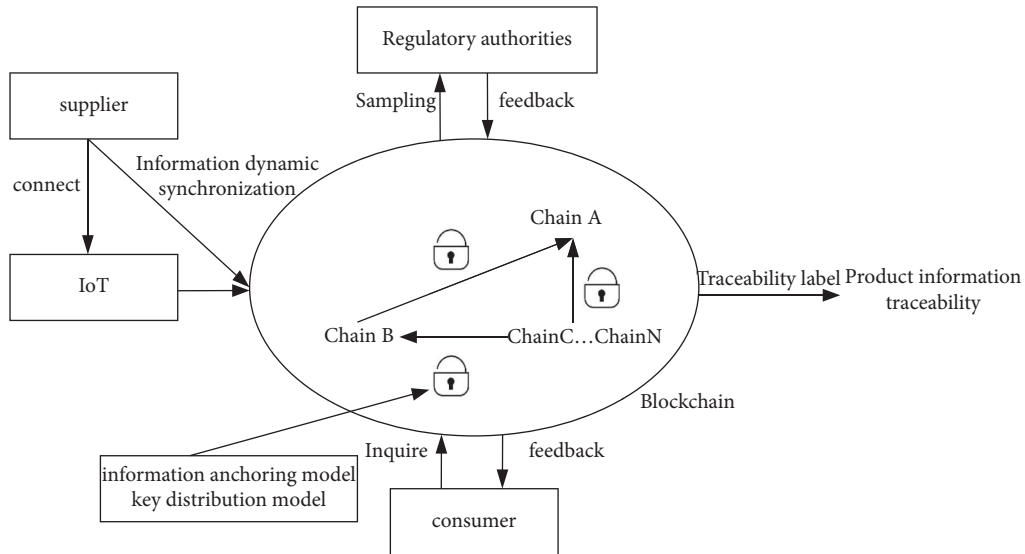 Regulatory authorities
supplier
Sampling
feedback
Information dynamic
synchronization
connect
Chain A
IoT
Traceability label
Product information
traceability
Chain B
ChainC...ChainN
Blockchain
Inquire
feedback
information anchoring model
key distribution model
consumer